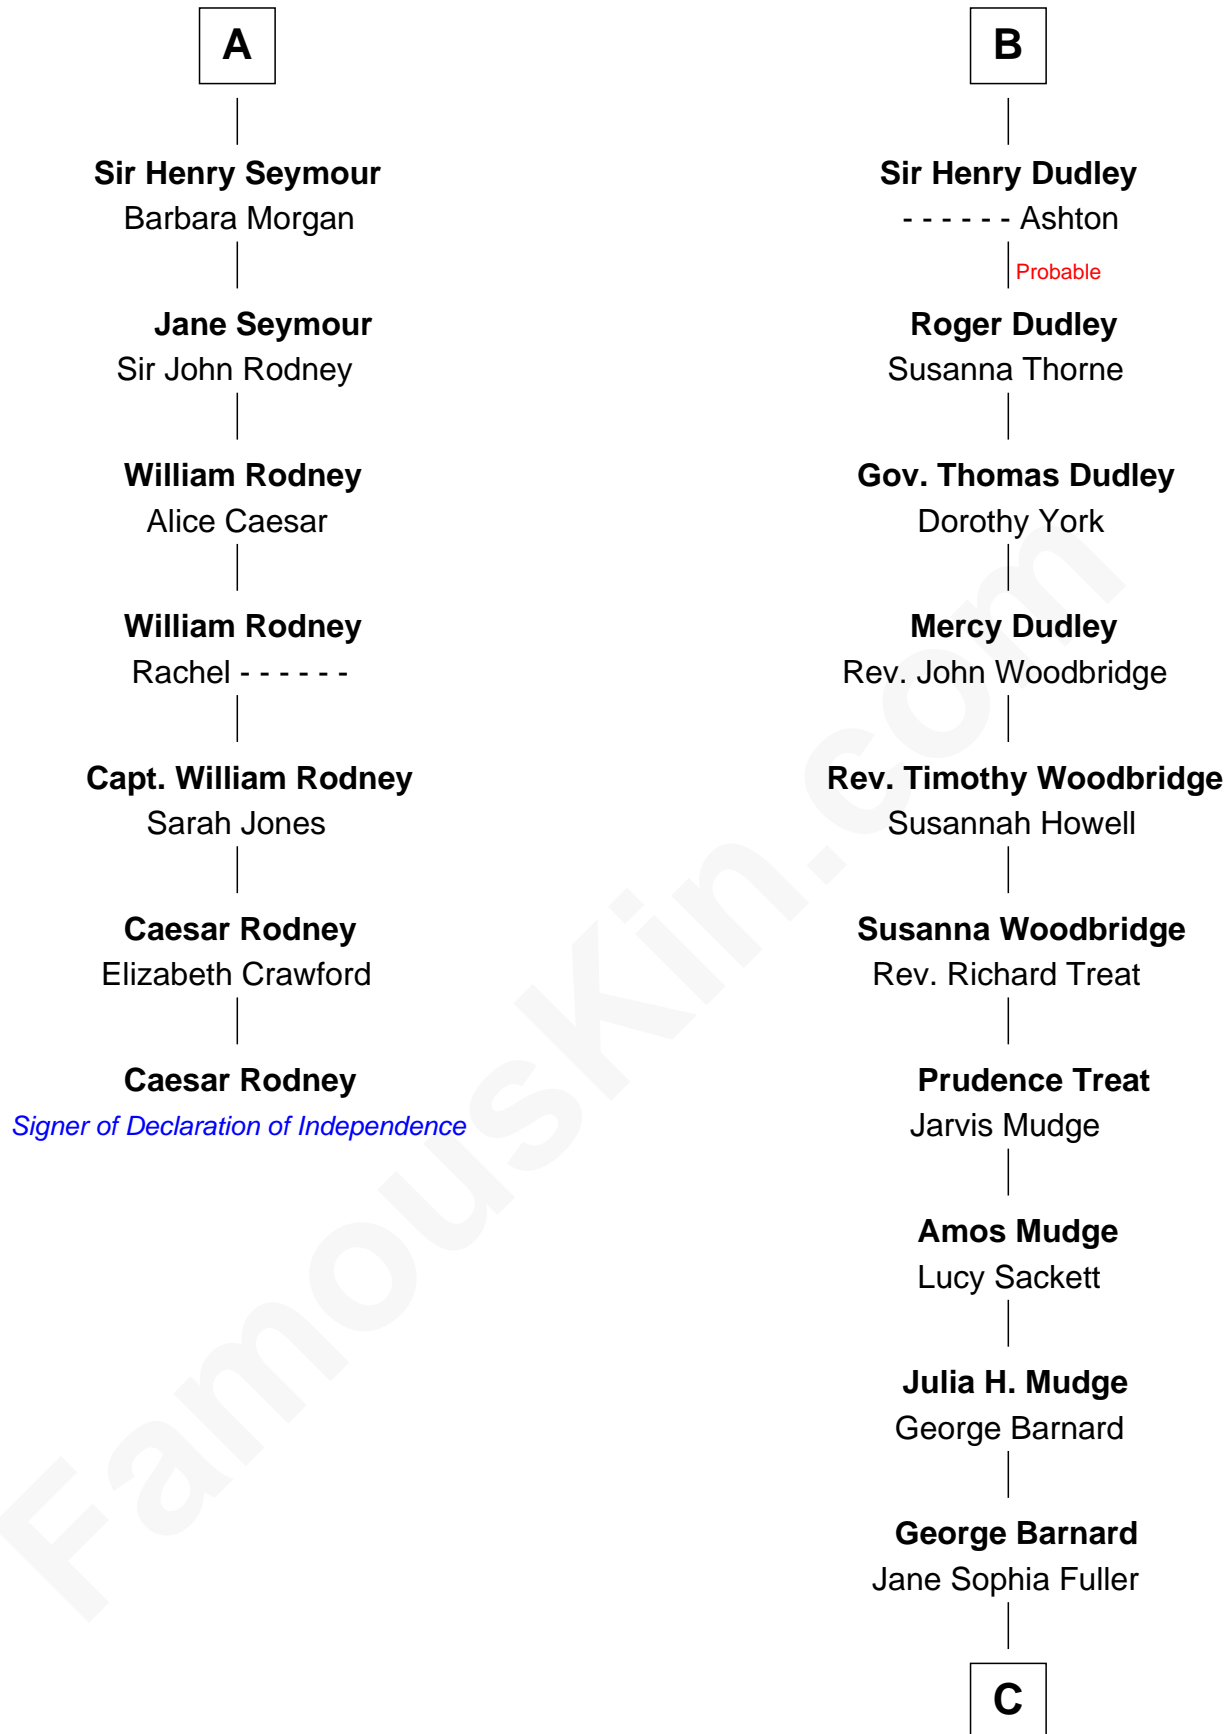 A
Sir Henry Seymour
Barbara Morgan
Jane Seymour
Sir John Rodney
William Rodney
Alice Caesar
William Rodney
Rachel - - - - - -
Capt. William Rodney
Sarah Jones
Caesar Rodney
Elizabeth Crawford
Caesar Rodney
Signer of Declaration of Independence
B
Sir Henry Dudley
- - - - - - Ashton
Probable
Roger Dudley
Susanna Thorne
Gov. Thomas Dudley
Dorothy York
Mercy Dudley
Rev. John Woodbridge
Rev. Timothy Woodbridge
Susannah Howell
Susanna Woodbridge
Rev. Richard Treat
Prudence Treat
Jarvis Mudge
Amos Mudge
Lucy Sackett
Julia H. Mudge
George Barnard
George Barnard
Jane Sophia Fuller
C
FamousKin.com